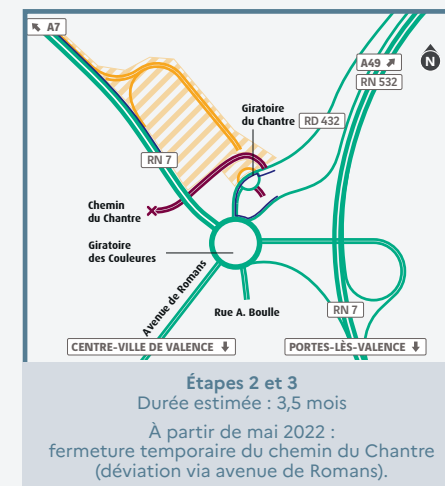 A7
A49
RN 532
N
Giratoire
du Chantre
RD 432
RN 7
Chemin
du Chantre
Giratoire
des Couleures
Avenue de Romans
Rue A. Boulle
RN 7
CENTRE-VILLE DE VALENCE
PORTES-LÈS-VALENCE
Étapes 2 et 3
Durée estimée : 3,5 mois
À partir de mai 2022 :
fermeture temporaire du chemin du Chantre
(déviation via avenue de Romans).